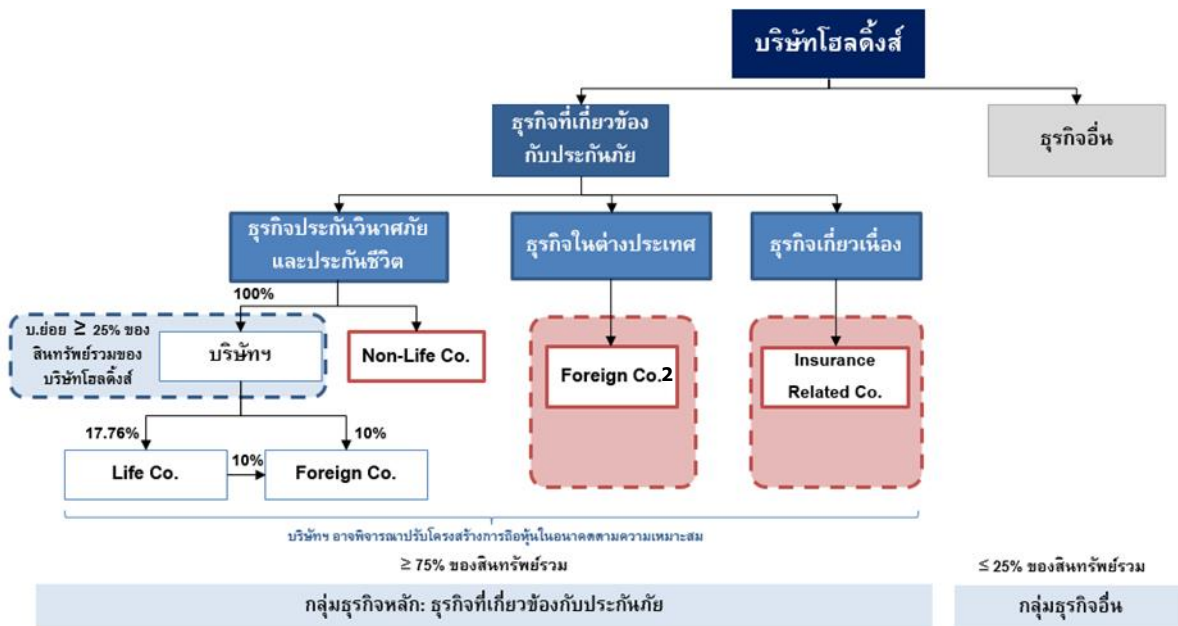 บริษัทโฮลดิ้งส์
ธุรกิจที่เกี่ยวข้อง
กับประกันภัย
ธุรกิจอื่น
ธุรกิจประกันวินาศภัย
และประกันชีวิต
ธุรกิจในต่างประเทศ
ธุรกิจเกี่ยวเนื่อง
100%
บ.ย่อย ≥ 25% ของ
สินทรัพย์รวมของ
บริษัทโฮลดิ้งส์
บริษัทฯ
Non-Life Co.
Foreign Co.2
Insurance
Related Co.
17.76%
10%
Life Co.
10%
Foreign Co.
บริษัทฯ อาจพิจารณาปรับโครงสร้างการถือหุ้นในอนาคตตามความเหมาะสม
≥ 75% ของสินทรัพย์รวม
≤ 25% ของสินทรัพย์รวม
กลุ่มธุรกิจหลัก: ธุรกิจที่เกี่ยวข้องกับประกันภัย
กลุ่มธุรกิจอื่น